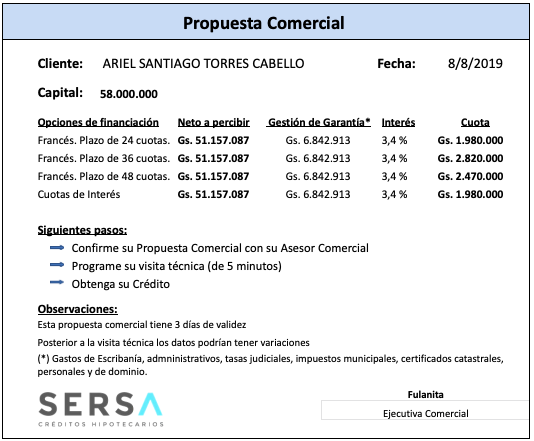 Propuesta Comercial
Cliente: ARIEL SANTIAGO TORRES CABELLO Fecha: 8/8/2019
Capital: 58.000.000
Opciones de financiación Neto a percibir Gestión de Garantía* Interés Cuota
Francés. Plazo de 24 cuotas. Gs. 51.157.087 Gs. 6.842.913 3,4 % Gs. 1.980.000
Francés. Plazo de 36 cuotas. Gs. 51.157.087 Gs. 6.842.913 3,4 % Gs. 2.820.000
Francés. Plazo de 48 cuotas. Gs. 51.157.087 Gs. 6.842.913 3,4 % Gs. 2.470.000
Cuotas de Interés Gs. 51.157.087 Gs. 6.842.913 3,4 % Gs. 1.980.000
Siguientes pasos:
Confirme su Propuesta Comercial con su Asesor Comercial
Programe su visita técnica (de 5 minutos)
Obtenga su Crédito
Observaciones:
Esta propuesta comercial tiene 3 días de validez
Posterior a la visita técnica los datos podrían tener variaciones
(*) Gastos de Escribanía, admninistrativos, tasas judiciales, impuestos municipales, certificados catastrales,
personales y de dominio.
SERSA
CRÉDITOS HIPOTECARIOS
Fulanita
Ejecutiva Comercial